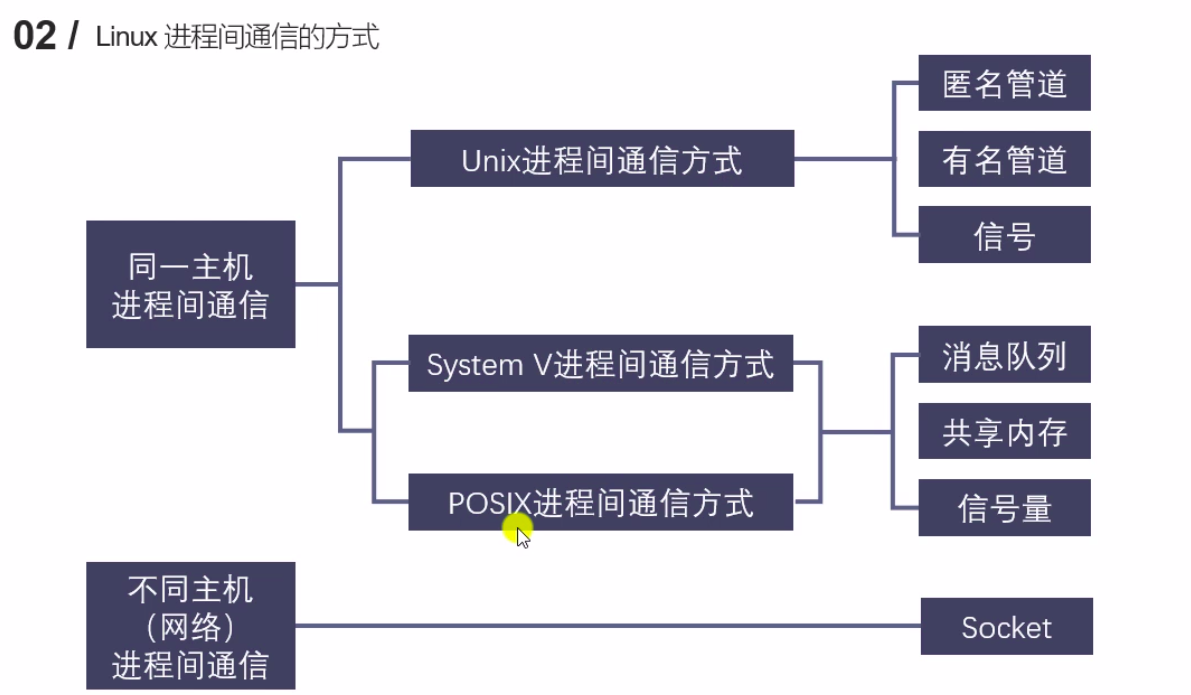 02 / Linux 进程间通信的方式
匿名管道
Unix进程间通信方式
有名管道
信号
同一主机
进程间通信
System V进程间通信方式
消息队列
共享内存
POSIX进程间通信方式
信号量
不同主机
（网络）
进程间通信
Socket